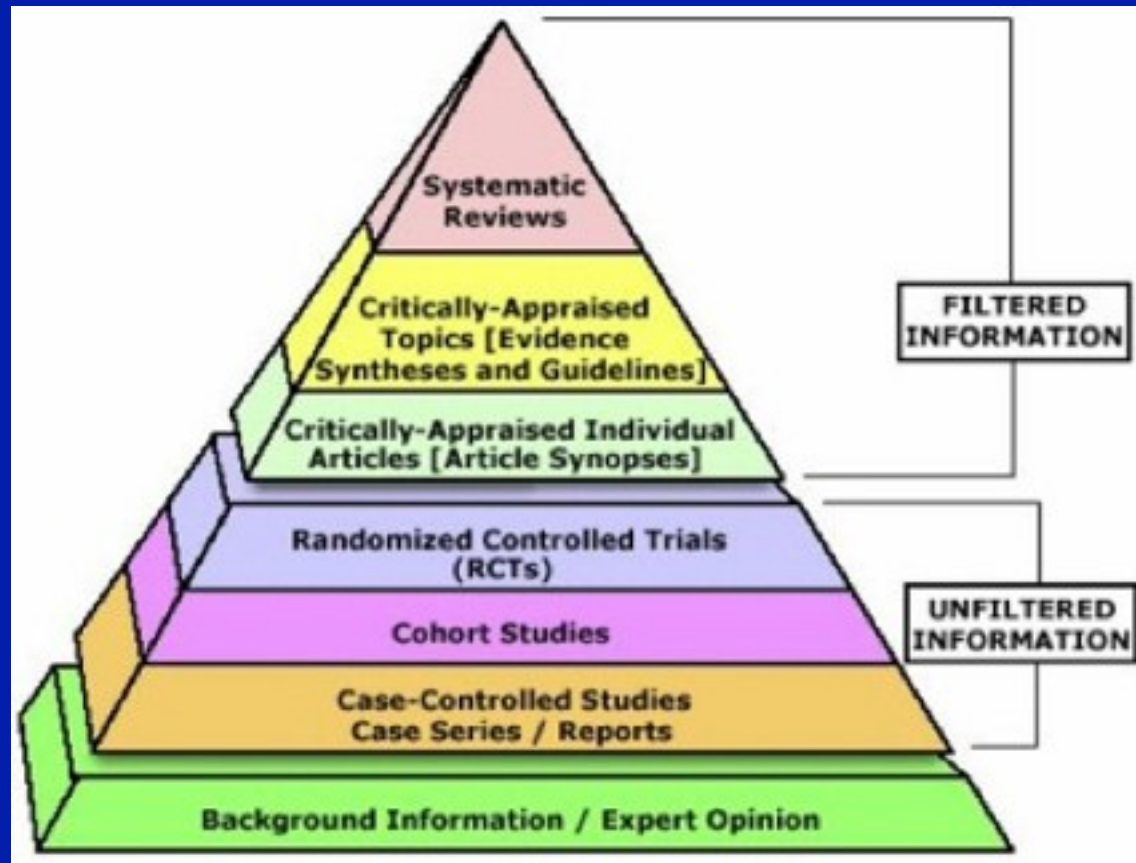 Systematic
Reviews
Critically-Appraised
Topics [Evidence
Syntheses and Guidelines]
Critically-Appraised Individual
Articles [Article Synopses]
FILTERED
INFORMATION
Randomized Controlled Trials
(RCTs)
Cohort Studies
Case-Controlled Studies
Case Series / Reports
UNFILTERED
INFORMATION
Background Information / Expert Opinion